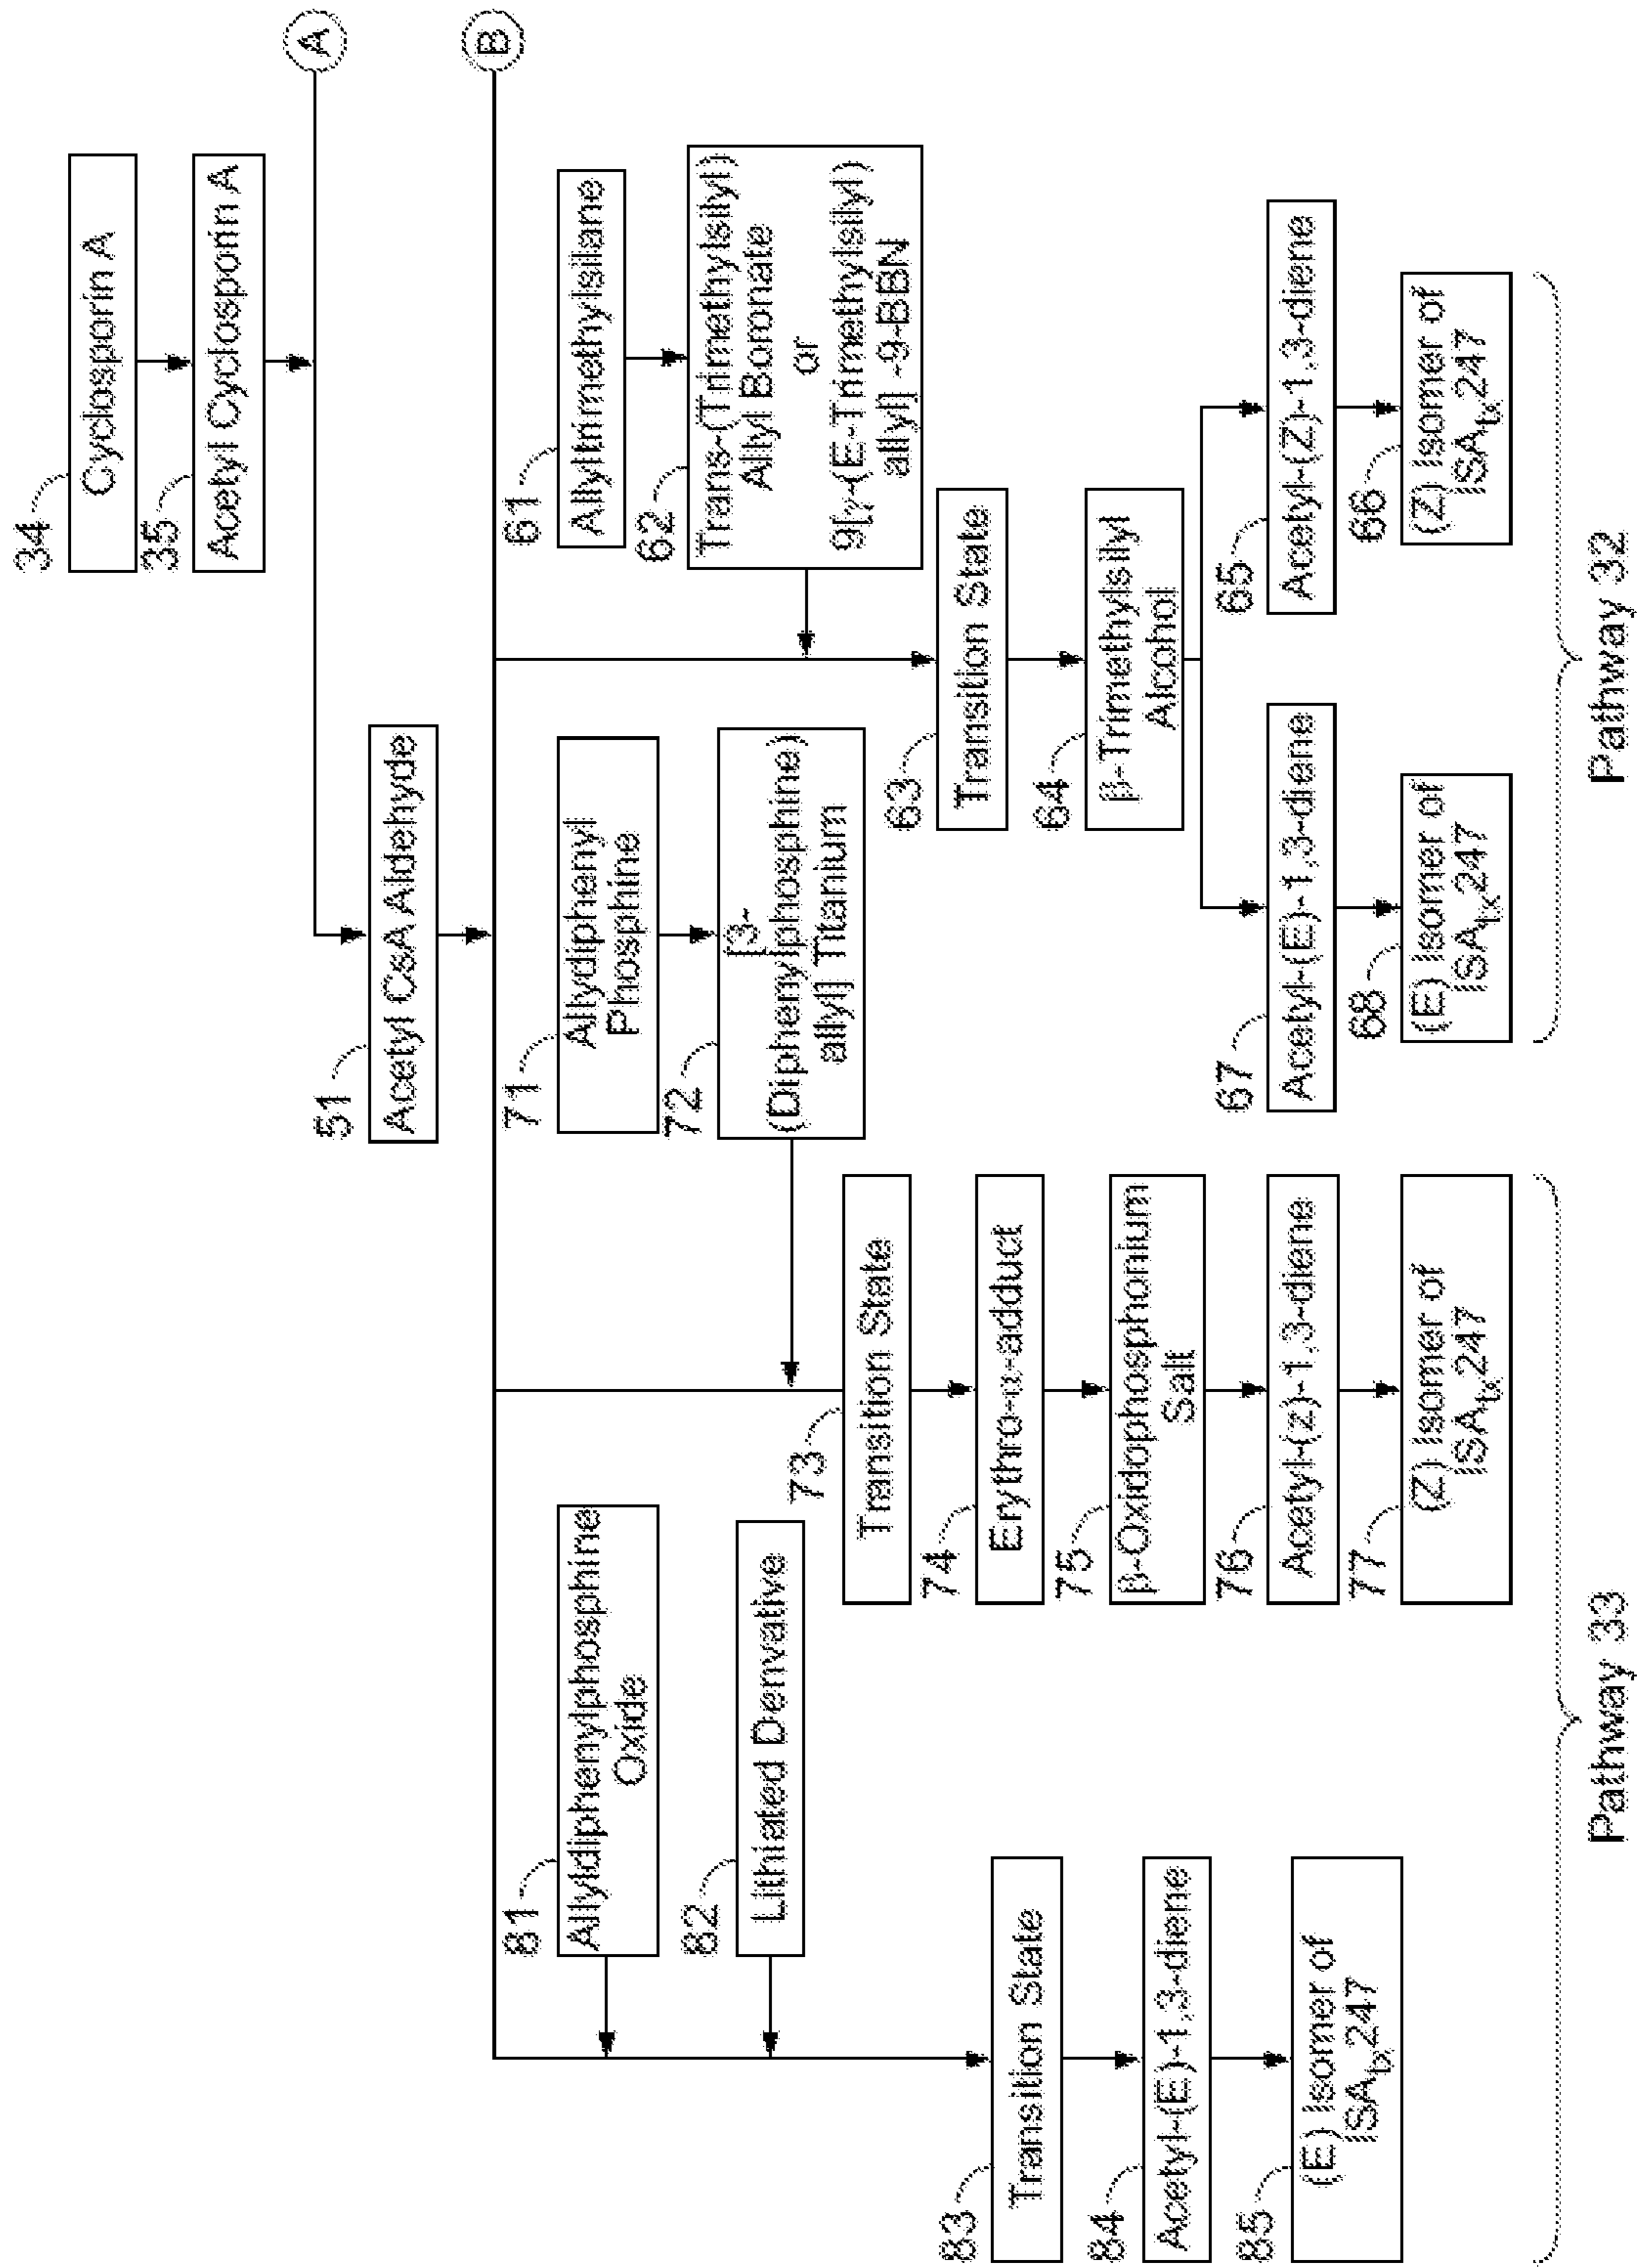 34
Cyclosporin A
35
Acetyl Cyclosporin A
A
51
Acetyl CsA Aldehyde
B
81
Allyldiphenylphosphine
Oxide
82
Lithiated Derivative
83
Transition State
84
Acetyl-(E)-1,3-diene
85
(E) Isomer of
ISAtx247
71
Allydiphenyl
Phosphine
72
[3-
(Diphenylphosphine)
allyl] Titanium
73
Transition State
74
Erythro-α-adduct
75
β-Oxidophosphonium
Salt
76
Acetyl-(z)-1,3-diene
77
(Z) Isomer of
ISAtx247
Pathway 33
61
Allyltrimethylsilane
62
Trans-(Trimethylsilyl)
Allyl Boronate
or
9[γ-(E-Trimethylsilyl)
allyl] -9-BBN
63
Transition State
64
β-Trimethylsilyl
Alcohol
67
Acetyl-(E)-1,3-diene
68
(E) Isomer of
ISAtx247
65
Acetyl-(Z)-1,3-diene
66
(Z) Isomer of
ISAtx247
Pathway 32